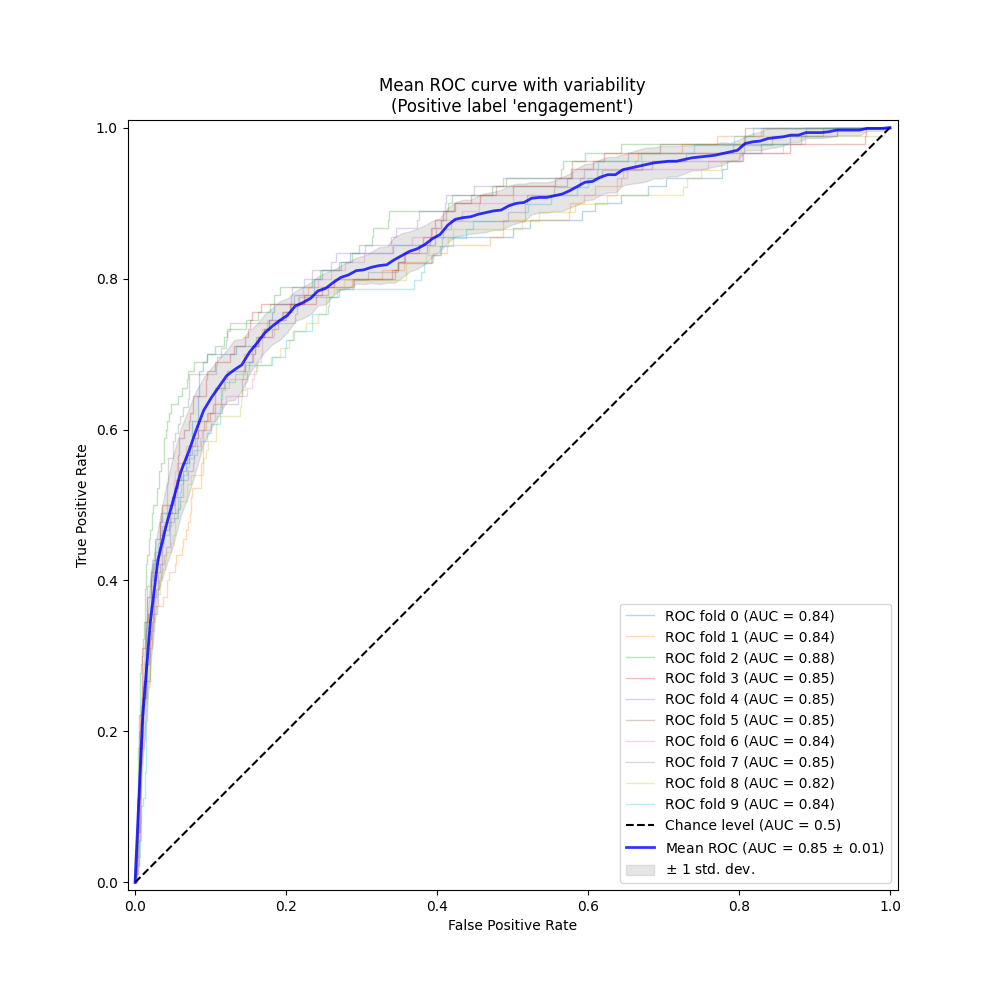 Mean ROC curve with variability
(Positive label 'engagement')
True Positive Rate
1.0
0.8
0.6
0.4
0.2
0.0
0.0 0.2 0.4 0.6 0.8 1.0
False Positive Rate
ROC fold 0 (AUC = 0.84)
ROC fold 1 (AUC = 0.84)
ROC fold 2 (AUC = 0.88)
ROC fold 3 (AUC = 0.85)
ROC fold 4 (AUC = 0.85)
ROC fold 5 (AUC = 0.85)
ROC fold 6 (AUC = 0.84)
ROC fold 7 (AUC = 0.85)
ROC fold 8 (AUC = 0.82)
ROC fold 9 (AUC = 0.84)
Chance level (AUC = 0.5)
Mean ROC (AUC = 0.85 ± 0.01)
± 1 std. dev.